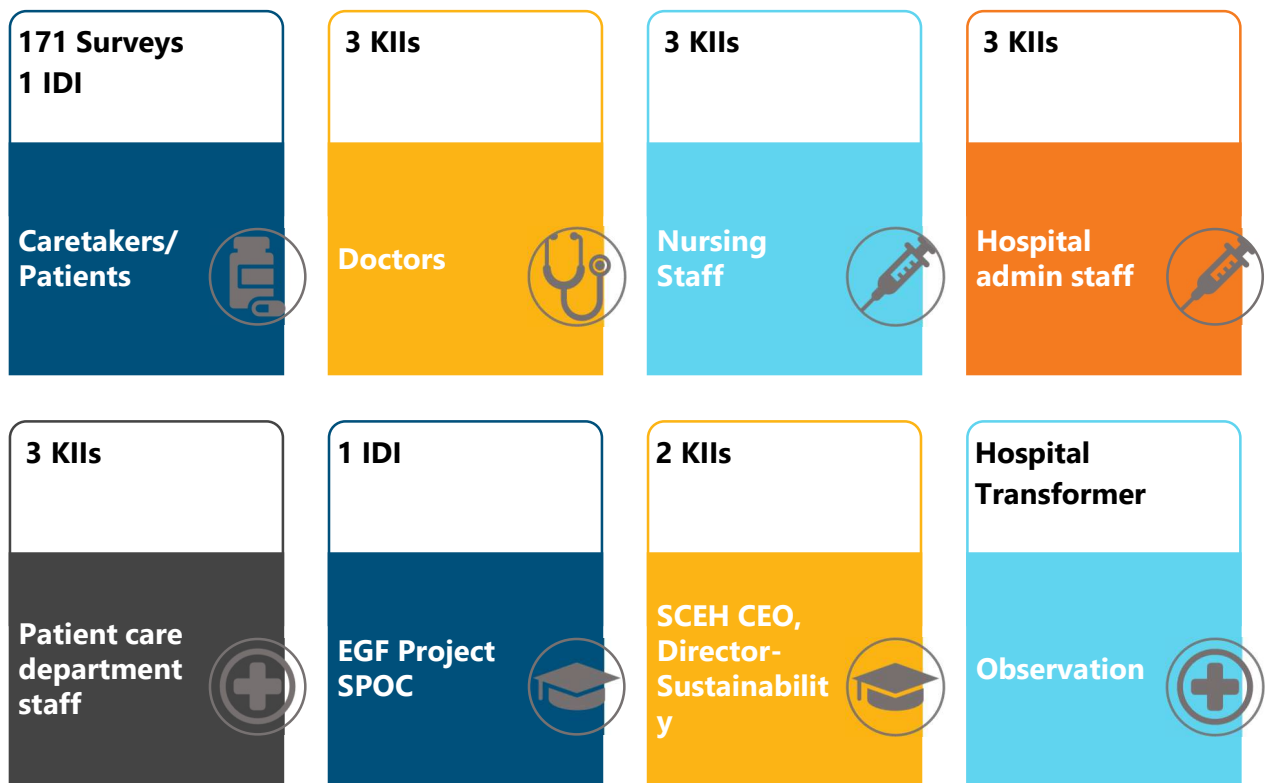 171 Surveys
1 IDI
Caretakers/
Patients
3 KIIs
Doctors
3 KIIs
Nursing
Staff
3 KIIs
Hospital
admin staff
3 KIIs
Patient care
department
staff
1 IDI
EGF Project
SPOC
2 KIIs
SCEH CEO,
Director-
Sustainabilit
y
Hospital
Transformer
Observation